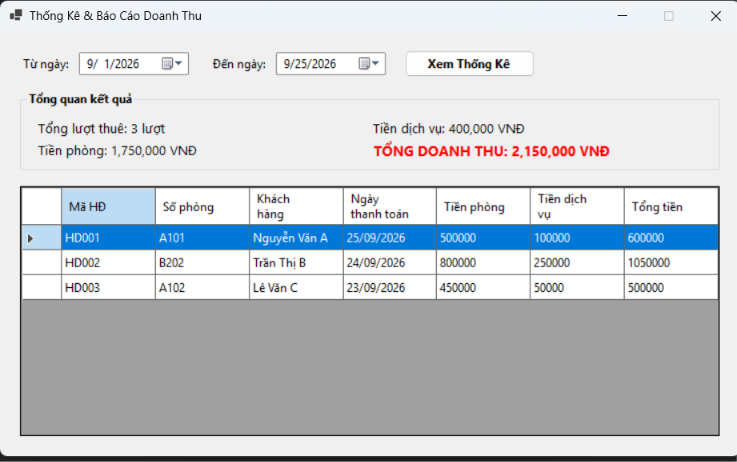 Thống Kê & Báo Cáo Doanh Thu
Từ ngày: 9/ 1/2026 Đến ngày: 9/25/2026 Xem Thống Kê
Tổng quan kết quả
Tổng lượt thuê: 3 lượt Tiền dịch vụ: 400,000 VNĐ
Tiền phòng: 1,750,000 VNĐ TỔNG DOANH THU: 2,150,000 VNĐ
Mã HĐ Số phòng Khách hàng Ngày thanh toán Tiền phòng Tiền dịch vụ Tổng tiền
HD001 A101 Nguyễn Văn A 25/09/2026 500000 100000 600000
HD002 B202 Trần Thị B 24/09/2026 800000 250000 1050000
HD003 A102 Lê Văn C 23/09/2026 450000 50000 500000